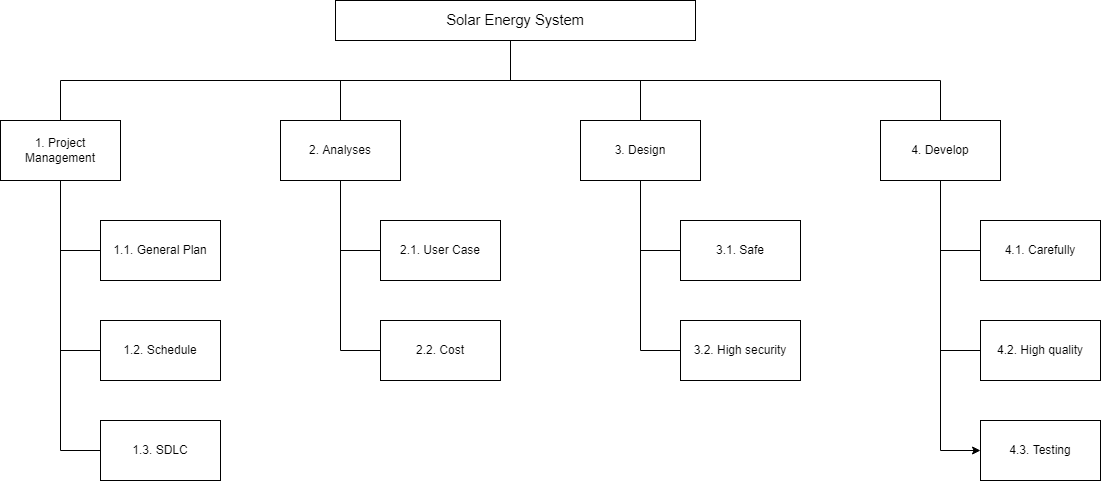 Solar Energy System
1. Project
Management
2. Analyses
3. Design
4. Develop
1.1. General Plan
2.1. User Case
3.1. Safe
4.1. Carefully
1.2. Schedule
2.2. Cost
3.2. High security
4.2. High quality
1.3. SDLC
4.3. Testing